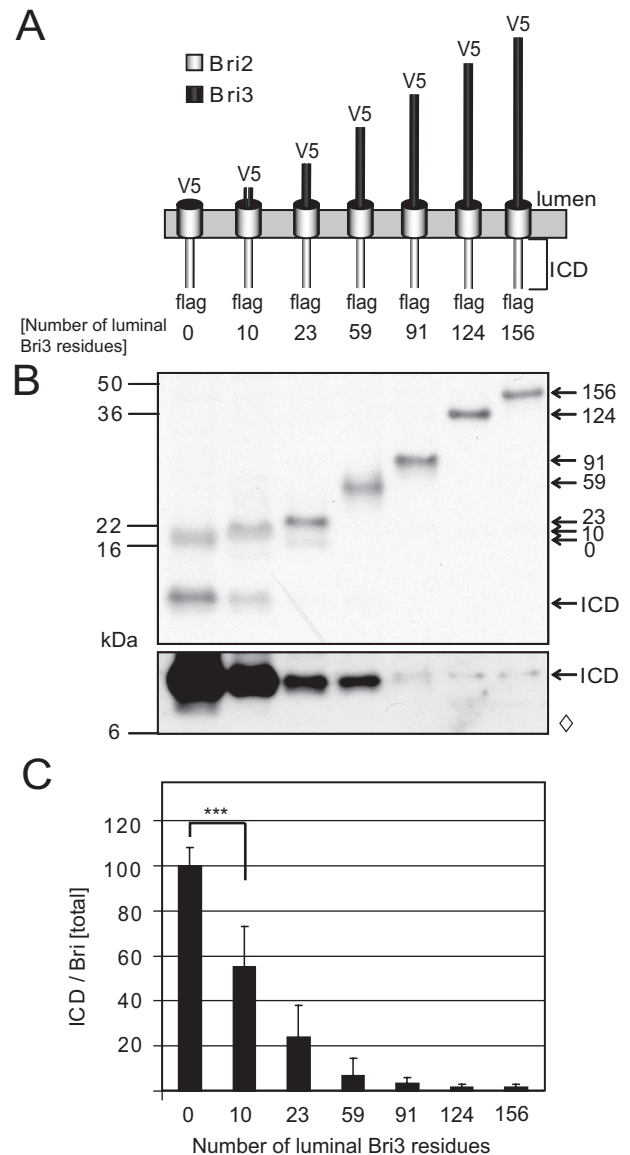 A
Bri2
Bri3
V5 V5 V5 V5 V5 V5 V5
lumen
ICD
flag flag flag flag flag flag flag
[Number of luminal
Bri3 residues]
0 10 23 59 91 124 156
B
50
36
22
16
kDa
6
156
124
91
59
23
10
0
ICD
ICD
◊
C
***
ICD / Bri [total]
120
100
80
60
40
20
0 10 23 59 91 124 156
Number of luminal Bri3 residues